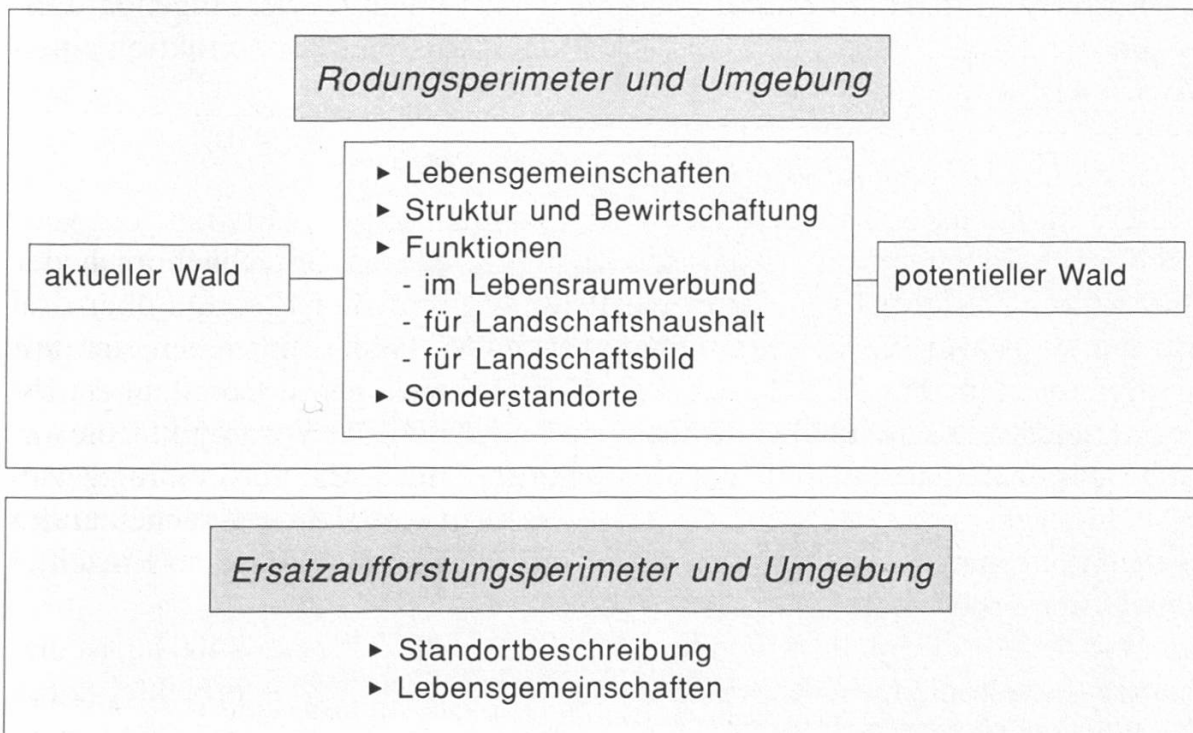 Rodungsperimeter und Umgebung
▸ Lebensgemeinschaften
▸ Struktur und Bewirtschaftung
▸ Funktionen
- im Lebensraumverbund
- für Landschaftshaushalt
- für Landschaftsbild
▸ Sonderstandorte
aktueller Wald
potentieller Wald
Ersatzaufforstungsperimeter und Umgebung
▸ Standortbeschreibung
▸ Lebensgemeinschaften